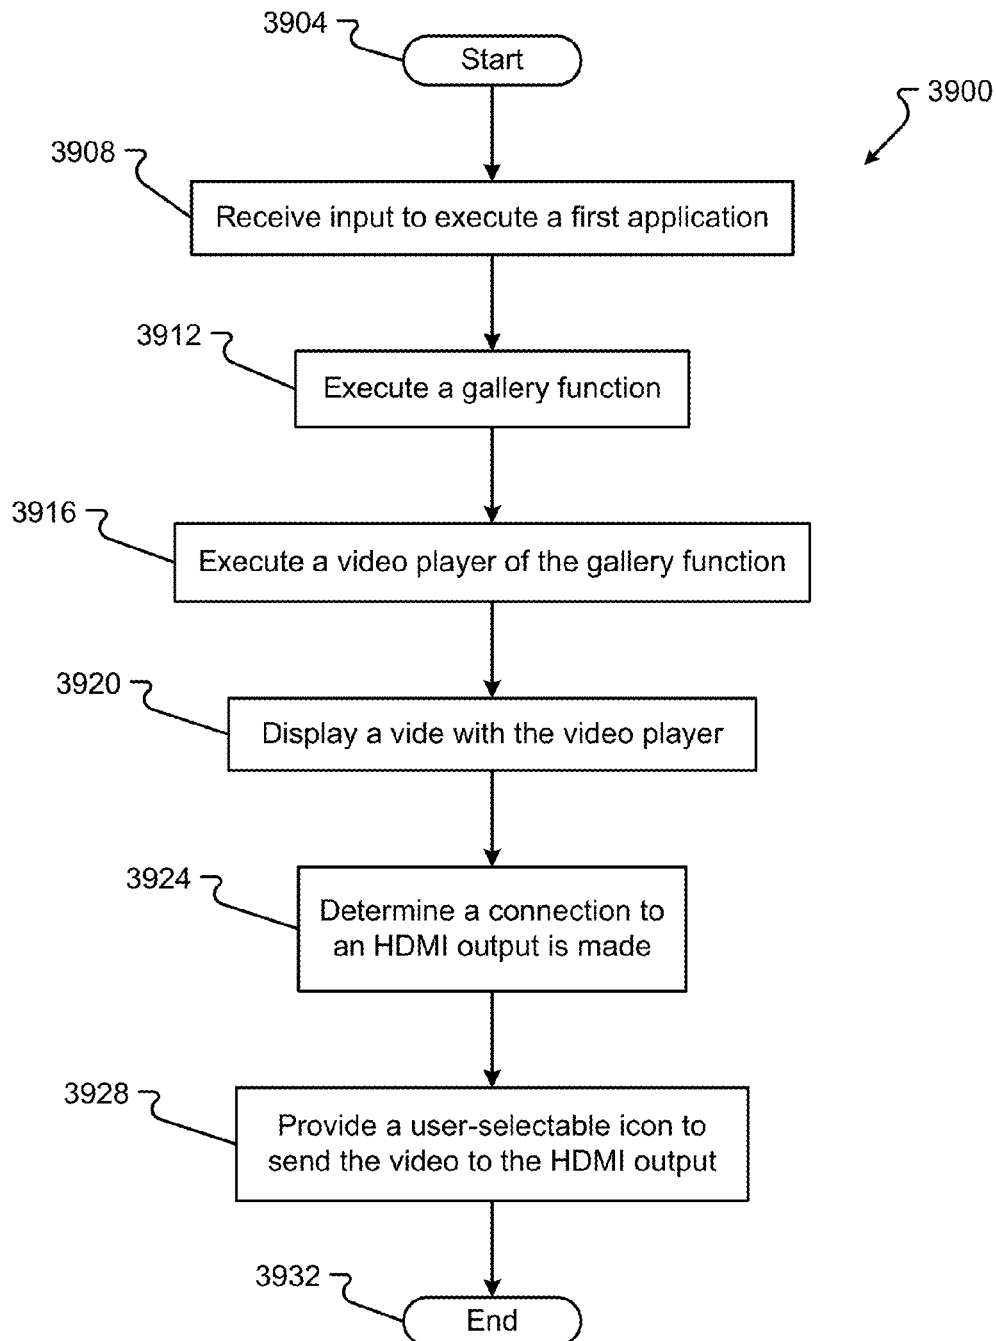 3904
Start
3900
3908
Receive input to execute a first application
3912
Execute a gallery function
3916
Execute a video player of the gallery function
3920
Display a vide with the video player
3924
Determine a connection to
an HDMI output is made
3928
Provide a user-selectable icon to
send the video to the HDMI output
3932
End